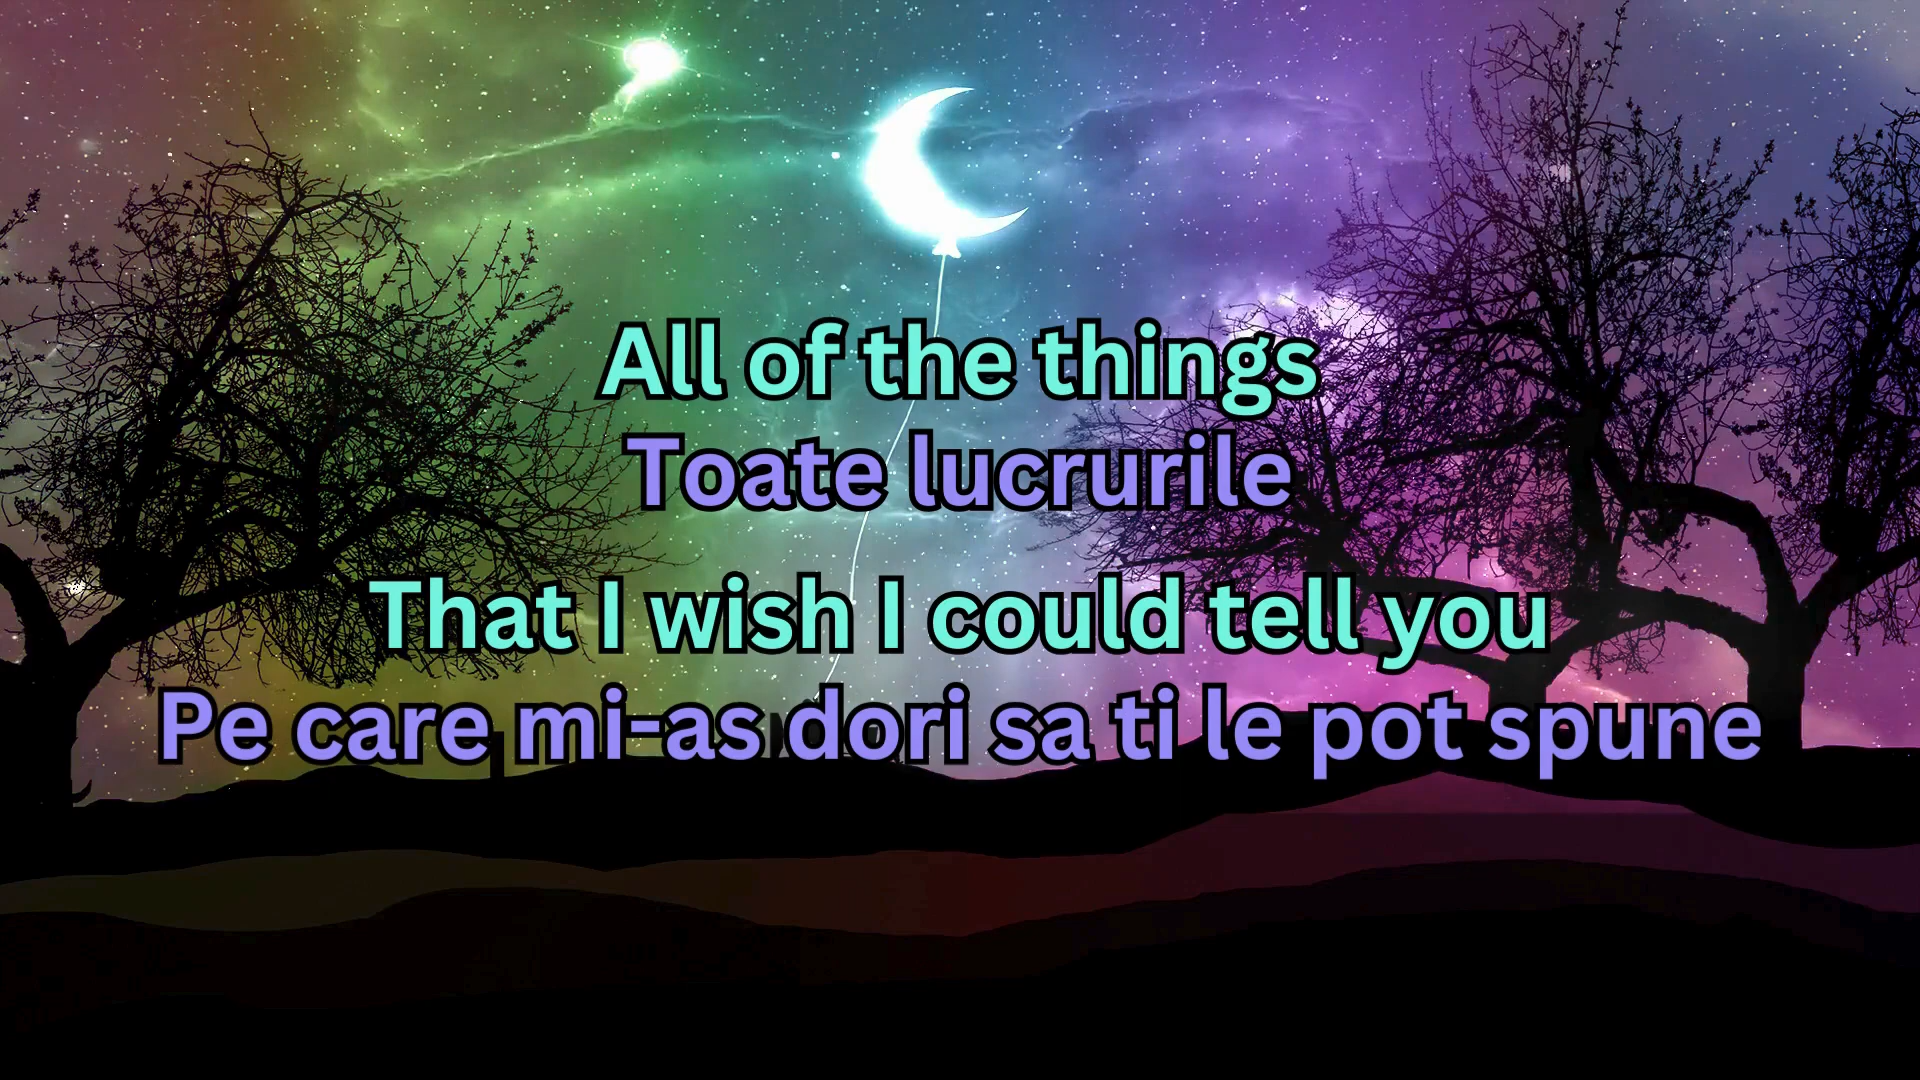 All of the things
Toate lucrurile
That I wish I could tell you
Pe care mi-as dori sa ti le pot spune